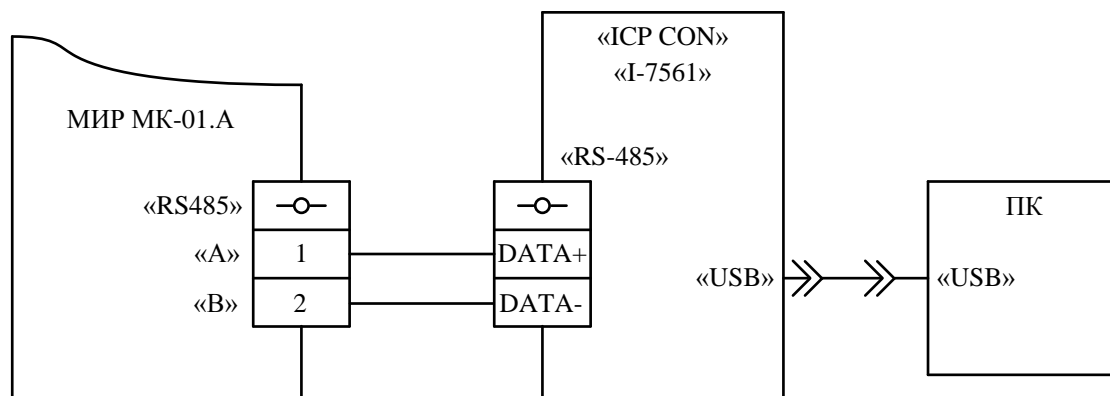 «ICP CON»
«I-7561»
МИР МК-01.А
«RS-485»
«RS485»
ПК
«А»
1
DATA+
«USB»
«USB»
«В»
2
DATA-